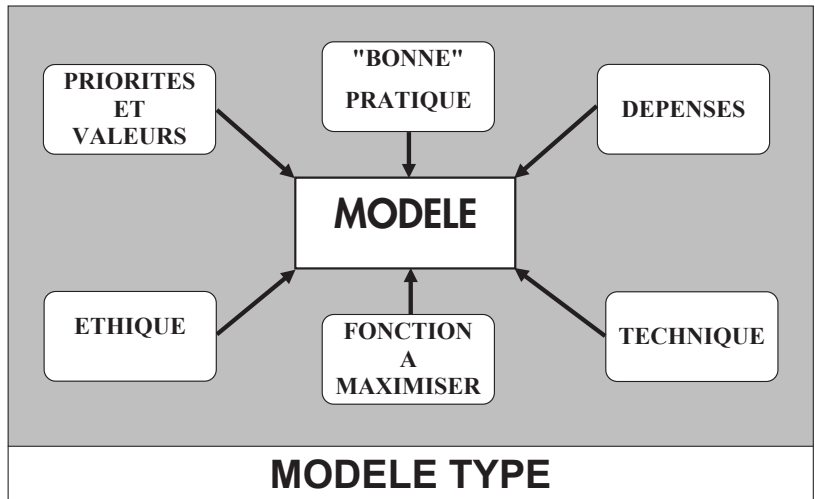 PRIORITES
ET
VALEURS
"BONNE"
PRATIQUE
DEPENSES
MODELE
ETHIQUE
FONCTION
A
MAXIMISER
TECHNIQUE
MODELE TYPE